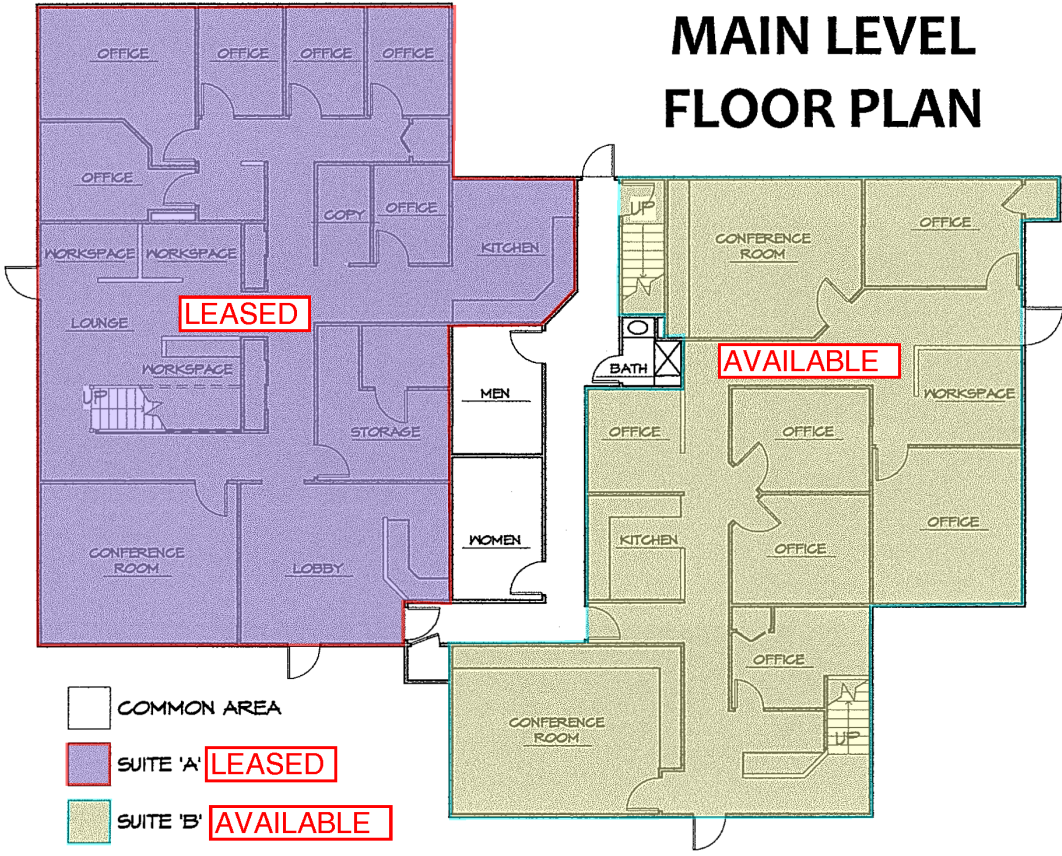 MAIN LEVEL
FLOOR PLAN
OFFICE
OFFICE
OFFICE
OFFICE
OFFICE
COPY
OFFICE
KITCHEN
WORKSPACE
WORKSPACE
LEASED
LOUNGE
WORKSPACE
UP
STORAGE
MEN
WOMEN
CONFERENCE
ROOM
LOBBY
UP
CONFERENCE
ROOM
OFFICE
BATH
AVAILABLE
WORKSPACE
OFFICE
OFFICE
KITCHEN
OFFICE
OFFICE
OFFICE
CONFERENCE
ROOM
UP
COMMON AREA
SUITE 'A' LEASED
SUITE 'B' AVAILABLE